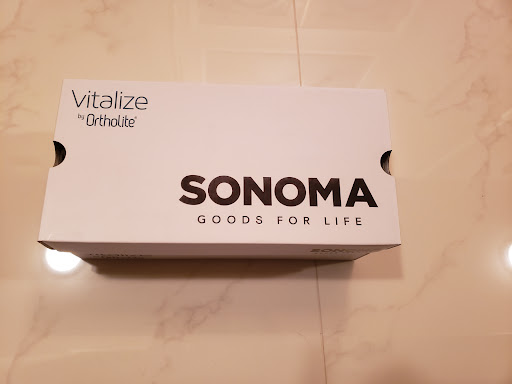 Vitalize
by Ortholite®
SONOMA
GOODS FOR LIFE